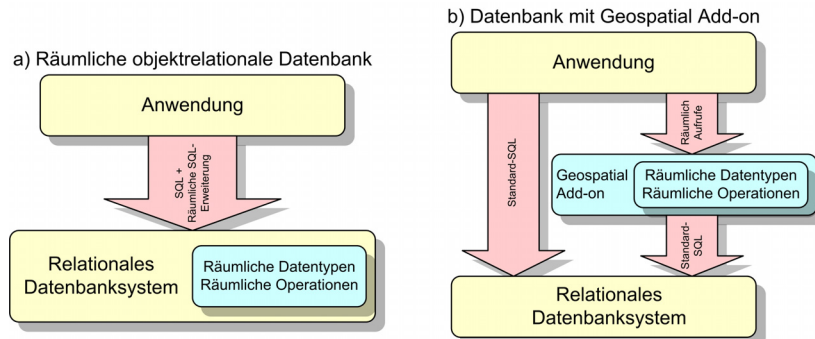 a) Räumliche objektrelationale Datenbank
Anwendung
SQL +
Räumliche SQL-
Erweiterung
Relationales
Datenbanksystem
Räumliche Datentypen
Räumliche Operationen
b) Datenbank mit Geospatial Add-on
Anwendung
Standard-SQL
Räumlich
Aufrufe
Geospatial
Add-on
Räumliche Datentypen
Räumliche Operationen
Standard-
SQL
Relationales
Datenbanksystem